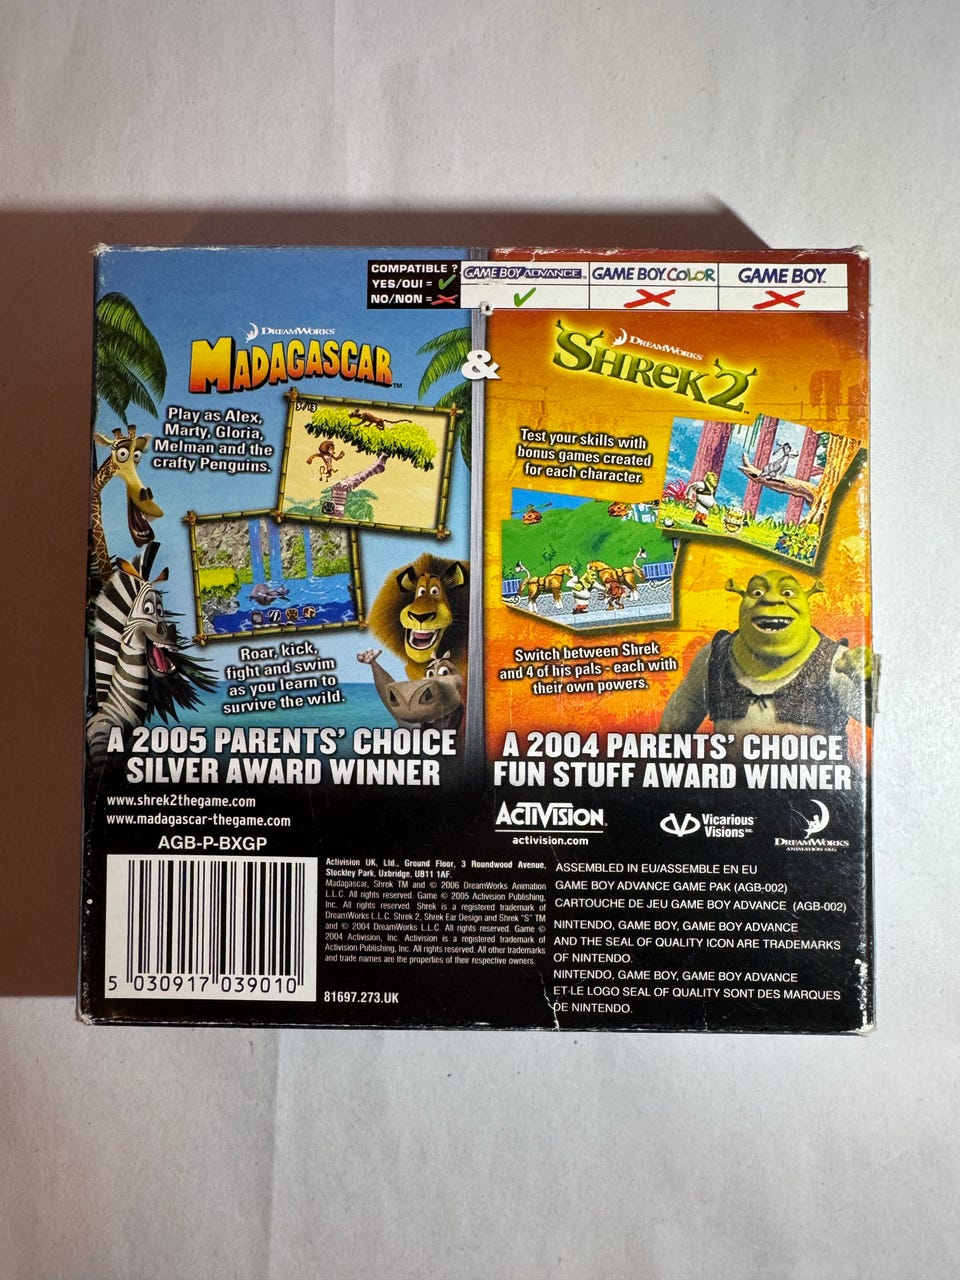 COMPATIBLE ?
YES/OUI =
NO/NON =
GAME BOY ADVANCE™
GAME BOY COLOR
GAME BOY™
DREAMWORKS
MADAGASCAR™
&
DREAMWORKS
SHREK 2™
Play as Alex,
Marty, Gloria,
Melman and the
crafty Penguins.
Roar, kick,
fight and swim
as you learn to
survive the wild.
A 2005 PARENTS' CHOICE
SILVER AWARD WINNER
Test your skills with
bonus games created
for each character.
Switch between Shrek
and 4 of his pals - each with
their own powers.
A 2004 PARENTS' CHOICE
FUN STUFF AWARD WINNER
www.shrek2thegame.com
www.madagascar-thegame.com
AGB-P-BXGP
5 030917 039010
ACTIVISION
activision.com
Vicarious
Visions Inc.
DREAMWORKS
ANIMATION SKG
Activision UK, Ltd., Ground Floor, 3 Roundwood Avenue,
Stockley Park, Uxbridge, UB11 1AF.
Madagascar, Shrek TM and © 2006 DreamWorks Animation
L.L.C. All rights reserved. Game © 2005 Activision Publishing,
Inc. All rights reserved. Shrek is a registered trademark of
DreamWorks L.L.C. Shrek 2, Shrek Ear Design and Shrek "S" TM
and © 2004 DreamWorks L.L.C. All rights reserved. Game ©
2004 Activision, Inc. Activision is a registered trademark of
Activision Publishing, Inc. All rights reserved. All other trademarks
and trade names are the properties of their respective owners.
81697.273.UK
ASSEMBLED IN EU/ASSEMBLE EN EU
GAME BOY ADVANCE GAME PAK (AGB-002)
CARTOUCHE DE JEU GAME BOY ADVANCE (AGB-002)
NINTENDO, GAME BOY, GAME BOY ADVANCE
AND THE SEAL OF QUALITY ICON ARE TRADEMARKS
OF NINTENDO.
NINTENDO, GAME BOY, GAME BOY ADVANCE
ET LE LOGO SEAL OF QUALITY SONT DES MARQUES
DE NINTENDO.